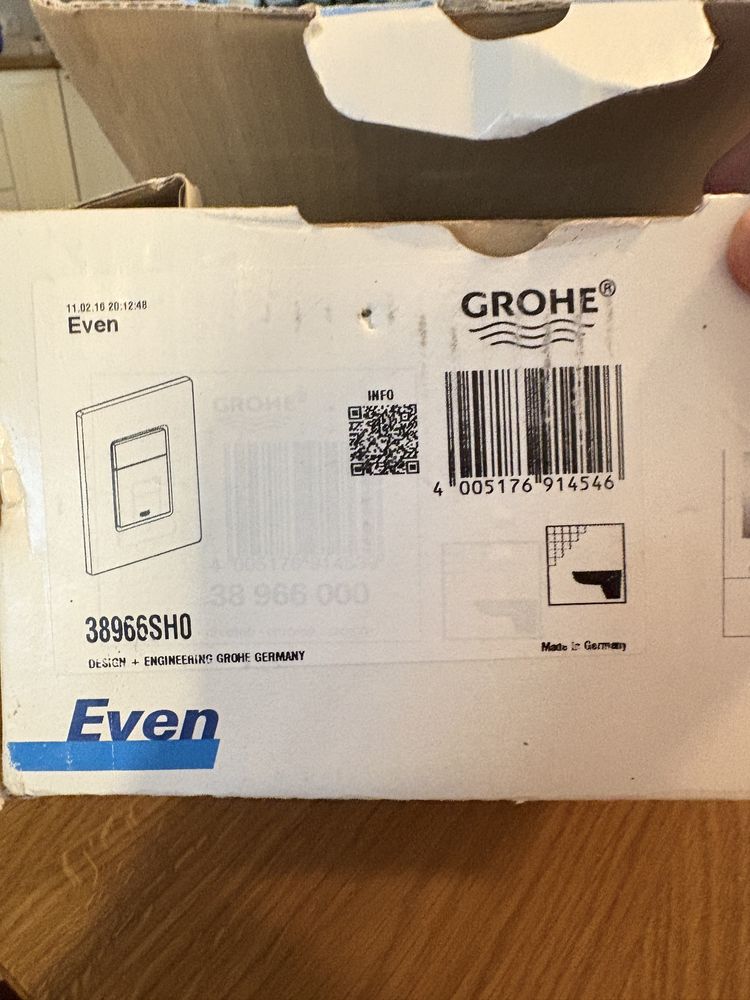 11.02.16 20:12:48
Even
GROHE®
INFO
4 005176 914546
38966SH0
DESIGN + ENGINEERING GROHE GERMANY
Made in Germany
Even
GROHE
38 966 000